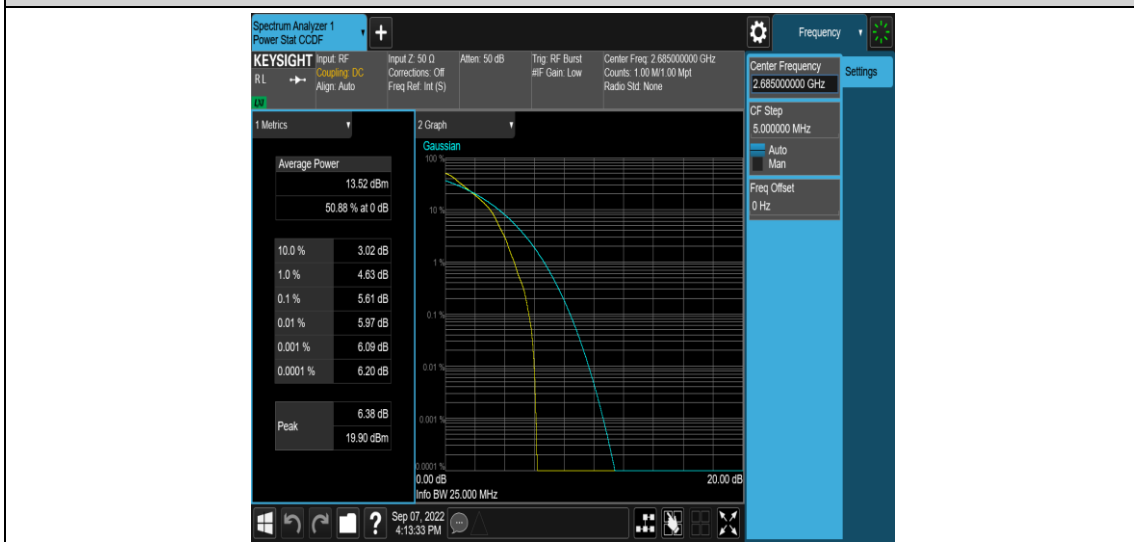 Spectrum Analyzer 1
Power Stat CCDF
+
Frequency
KEYSIGHT
RL
LXI
Input: RF
Coupling: DC
Align: Auto
Input Z: 50 Ω
Corrections: Off
Freq Ref: Int (S)
Atten: 50 dB
Trig: RF Burst
#IF Gain: Low
Center Freq: 2.685000000 GHz
Counts: 1.00 M/1.00 Mpt
Radio Std: None
Center Frequency
2.685000000 GHz
Settings
CF Step
5.000000 MHz
Auto
Man
Freq Offset
0 Hz
1 Metrics
Average Power
13.52 dBm
50.88 % at 0 dB
10.0 % 3.02 dB
1.0 % 4.63 dB
0.1 % 5.61 dB
0.01 % 5.97 dB
0.001 % 6.09 dB
0.0001 % 6.20 dB
Peak 6.38 dB
19.90 dBm
2 Graph
Gaussian
100 %
10 %
1 %
0.1 %
0.01 %
0.001 %
0.0001 %
0.00 dB 20.00 dB
Info BW 25.000 MHz
?
Sep 07, 2022
4:13:33 PM